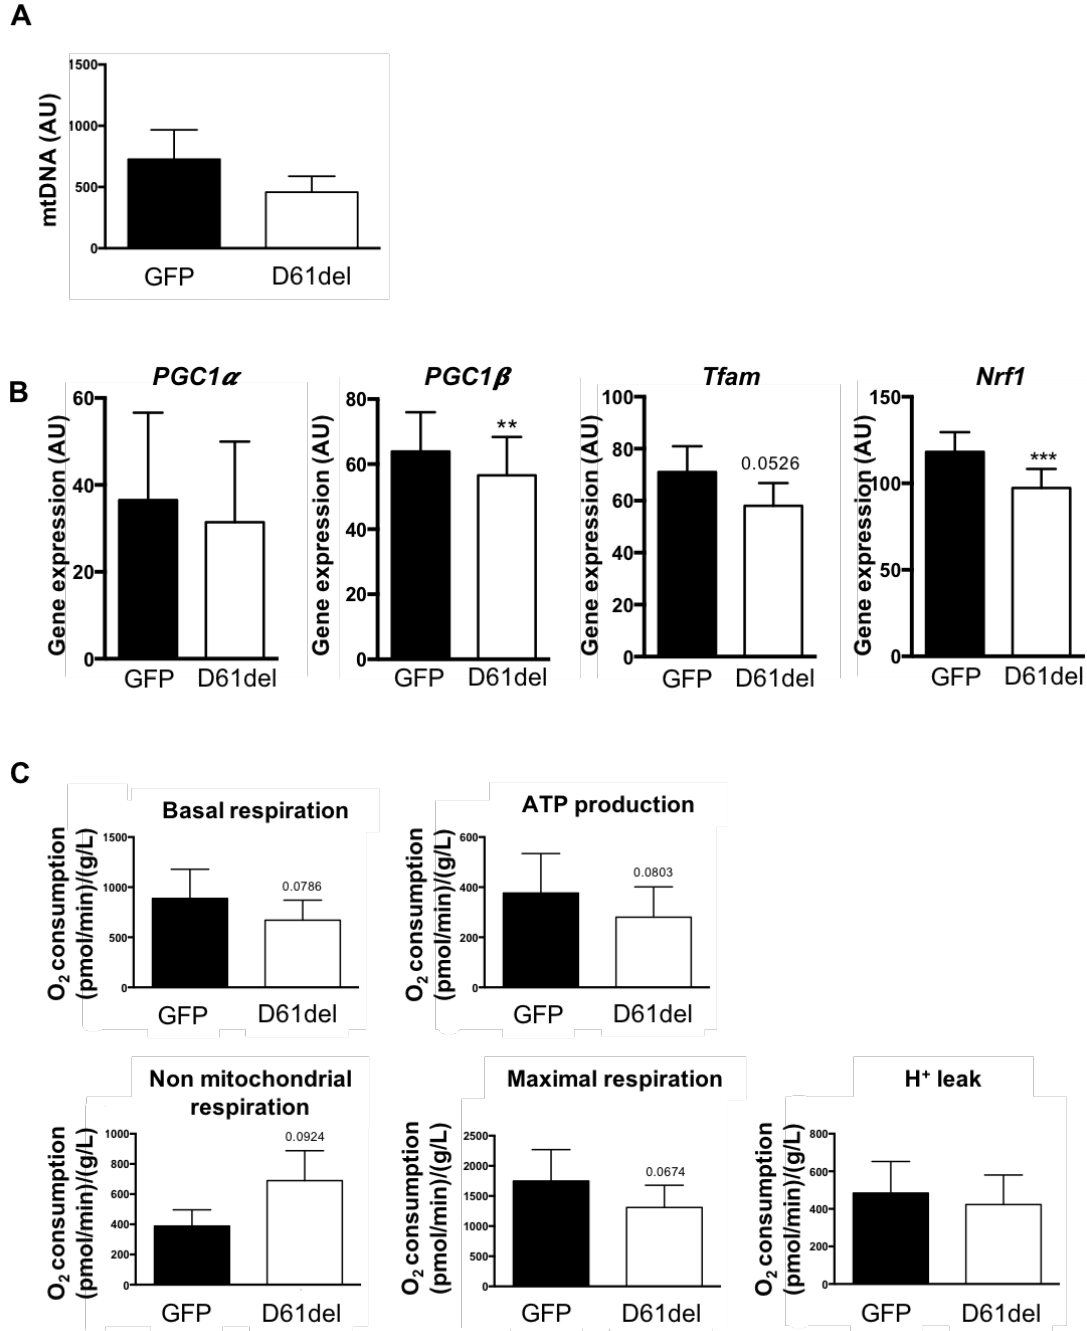 A
mtDNA (AU)
1500
1000
500
0
GFP D61del
B
PGC1α
Gene expression (AU)
60
40
20
0
GFP D61del
PGC1β
Gene expression (AU)
80
60
40
20
0
**
GFP D61del
Tfam
Gene expression (AU)
100
80
60
40
20
0
0.0526
GFP D61del
Nrf1
Gene expression (AU)
150
100
50
0
***
GFP D61del
C
Basal respiration
O2 consumption
(pmol/min)/(g/L)
1500
1000
500
0
0.0786
GFP D61del
ATP production
O2 consumption
(pmol/min)/(g/L)
600
400
200
0
0.0803
GFP D61del
Non mitochondrial
respiration
O2 consumption
(pmol/min)/(g/L)
1000
800
600
400
200
0
0.0924
GFP D61del
Maximal respiration
O2 consumption
(pmol/min)/(g/L)
2500
2000
1500
1000
500
0
0.0674
GFP D61del
H+ leak
O2 consumption
(pmol/min)/(g/L)
800
600
400
200
0
GFP D61del